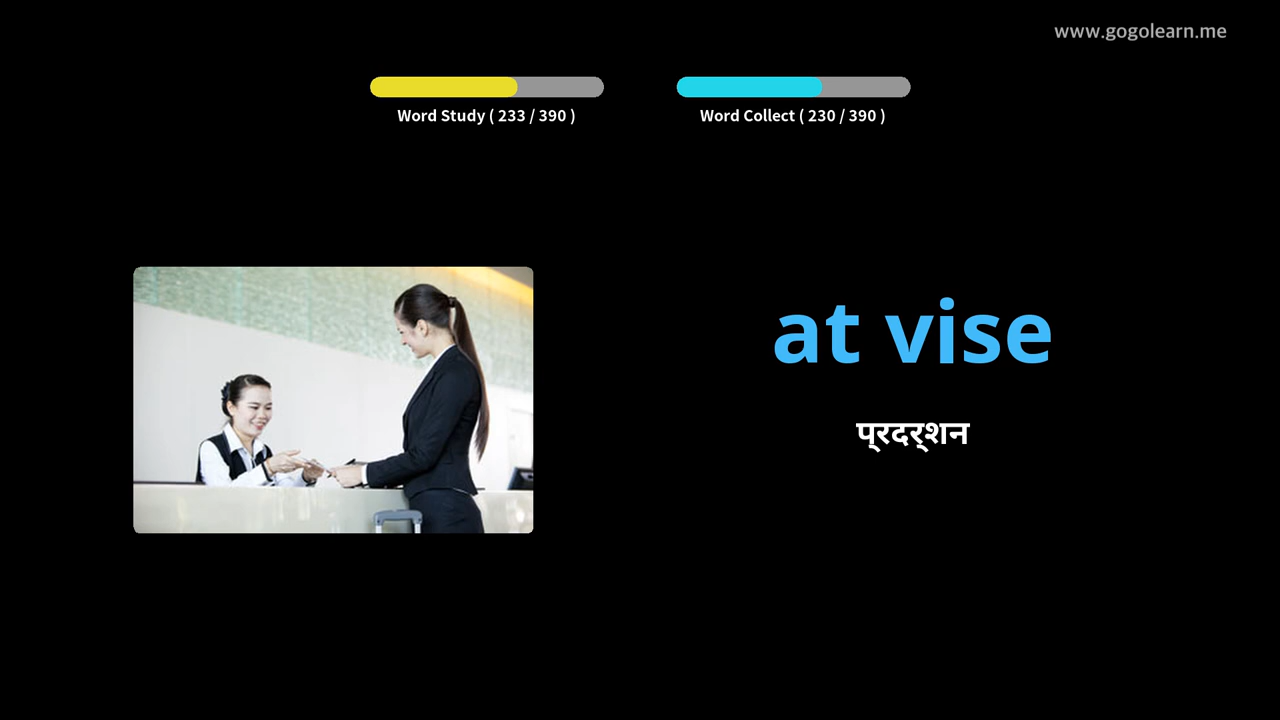 www.gogolearn.me
Word Study ( 233 / 390 )
Word Collect ( 230 / 390 )
at vise
प्रदर्शन